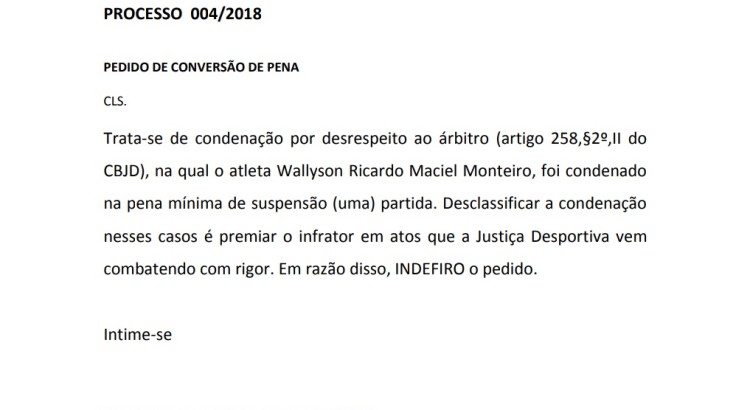 PROCESSO 004/2018
PEDIDO DE CONVERSÃO DE PENA
CLS.
Trata-se de condenação por desrespeito ao árbitro (artigo 258,§2º,II do
CBJD), na qual o atleta Wallyson Ricardo Maciel Monteiro, foi condenado
na pena mínima de suspensão (uma) partida. Desclassificar a condenação
nesses casos é premiar o infrator em atos que a Justiça Desportiva vem
combatendo com rigor. Em razão disso, INDEFIRO o pedido.
Intime-se